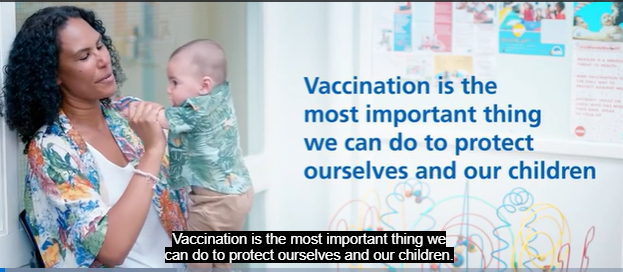 Vaccination is the
most important thing
we can do to protect
ourselves and our children
Vaccination is the most important thing we
can do to protect ourselves and our children.